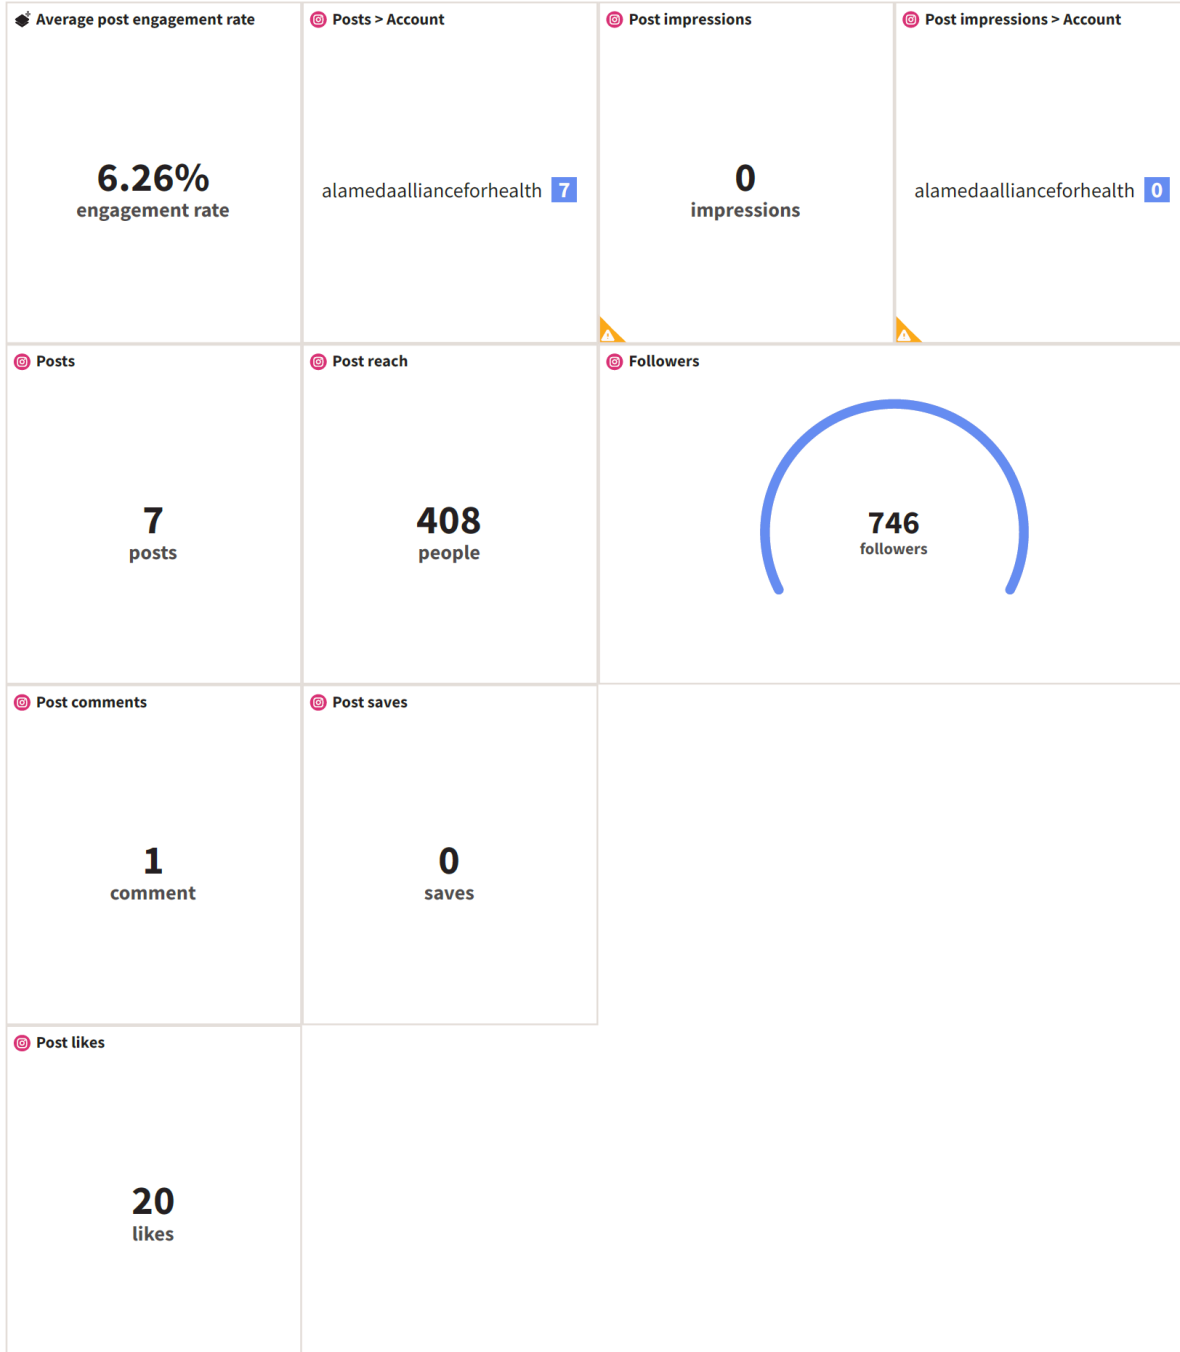 Average post engagement rate
6.26%
engagement rate
Posts > Account
alamedaallianceforhealth 7
Post impressions
0
impressions
Post impressions > Account
alamedaallianceforhealth 0
Posts
7
posts
Post reach
408
people
Followers
746
followers
Post comments
1
comment
Post saves
0
saves
Post likes
20
likes